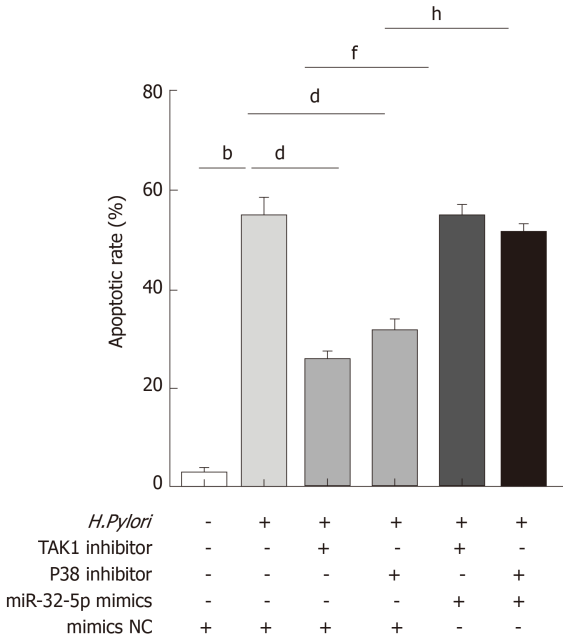 h
f
d
b d
80
60
40
20
0
Apoptotic rate (%)
H.Pylori - + + + + +
TAK1 inhibitor - - + - + -
P38 inhibitor - - - + - +
miR-32-5p mimics - - - - + +
mimics NC + + + + - -